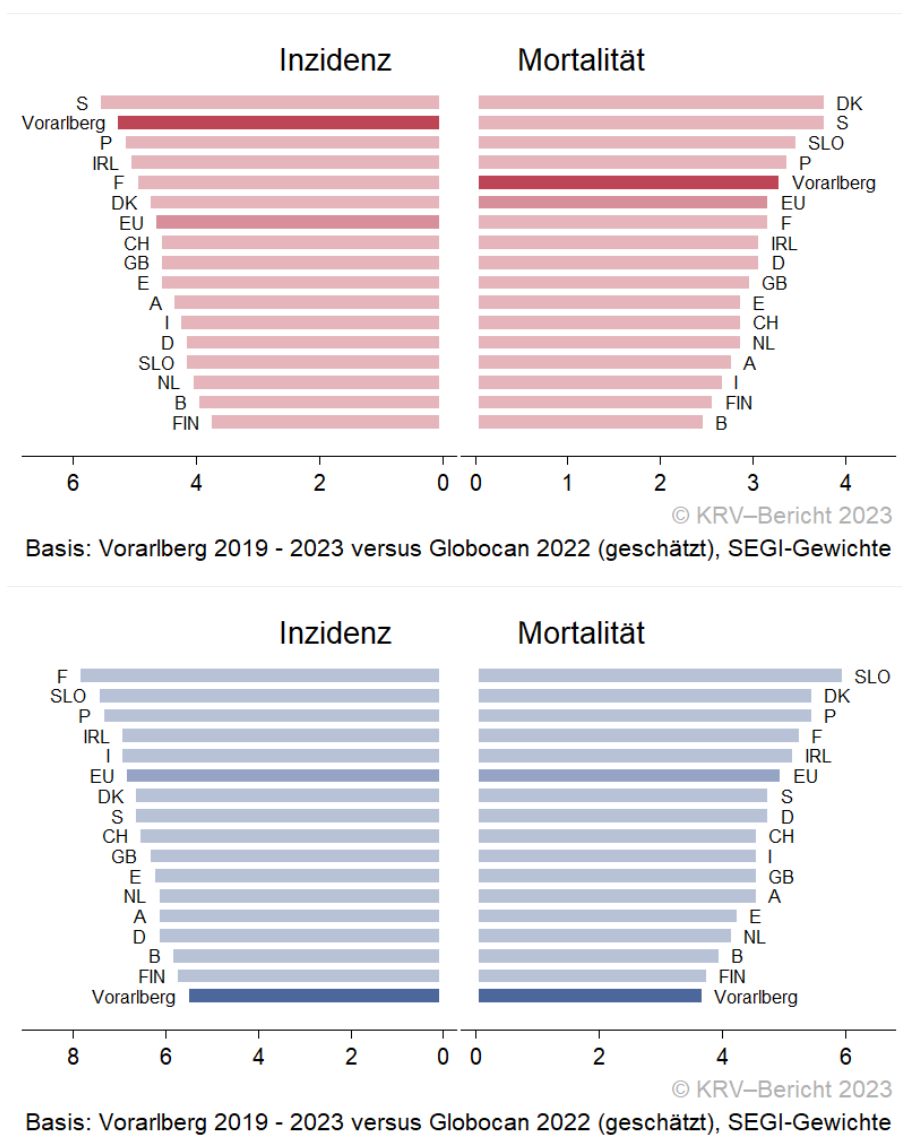 Inzidenz Mortalität
S DK
Vorarlberg S
P SLO
IRL P
F Vorarlberg
DK EU
EU F
CH IRL
GB D
E GB
A E
I CH
D NL
SLO A
NL I
B FIN
FIN B
6 4 2 0 0 1 2 3 4
© KRV–Bericht 2023
Basis: Vorarlberg 2019 - 2023 versus Globocan 2022 (geschätzt), SEGI-Gewichte
Inzidenz Mortalität
F SLO
SLO DK
P P
IRL F
I IRL
EU EU
DK S
S D
CH CH
GB I
E GB
NL A
A E
D NL
B B
FIN FIN
Vorarlberg Vorarlberg
8 6 4 2 0 0 2 4 6
© KRV–Bericht 2023
Basis: Vorarlberg 2019 - 2023 versus Globocan 2022 (geschätzt), SEGI-Gewichte